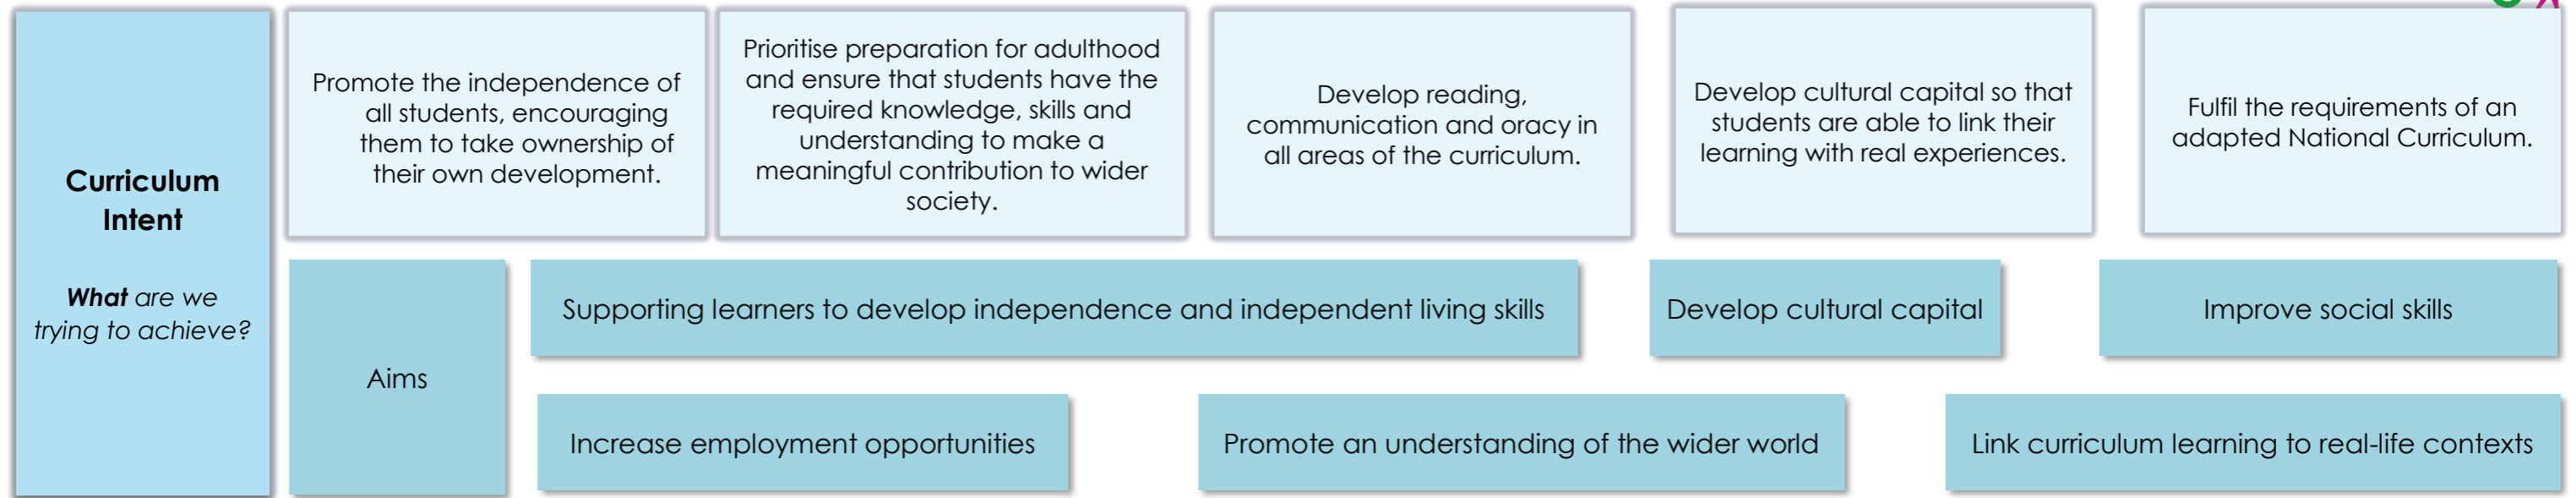 Curriculum
Intent
What are we
trying to achieve?
Promote the independence of
all students, encouraging
them to take ownership of
their own development.
Prioritise preparation for adulthood
and ensure that students have the
required knowledge, skills and
understanding to make a
meaningful contribution to wider
society.
Develop reading,
communication and oracy in
all areas of the curriculum.
Develop cultural capital so that
students are able to link their
learning with real experiences.
Fulfil the requirements of an
adapted National Curriculum.
Aims
Supporting learners to develop independence and independent living skills
Develop cultural capital
Improve social skills
Increase employment opportunities
Promote an understanding of the wider world
Link curriculum learning to real-life contexts